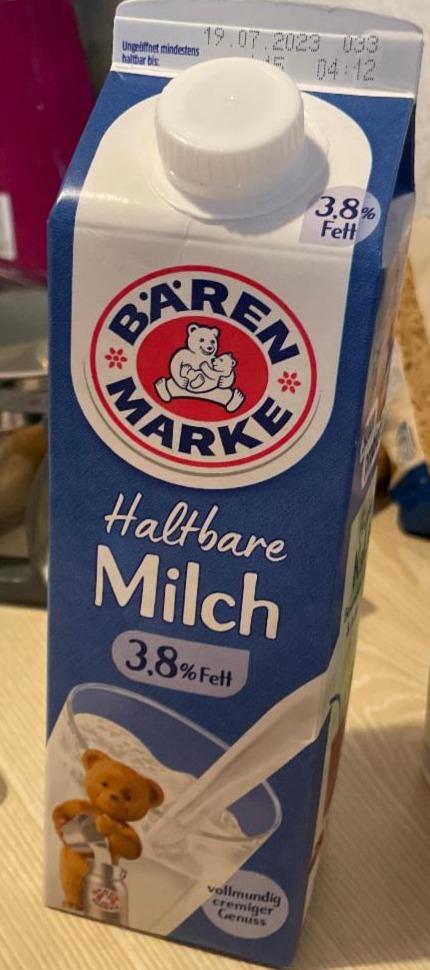 Ungeöffnet mindestens
haltbar bis:
19.07.2023 033
04:12
3.8%
Fett
BÄREN
MARKE
Haltbare
Milch
3.8% Fett
vollmundig
cremiger
Genuss